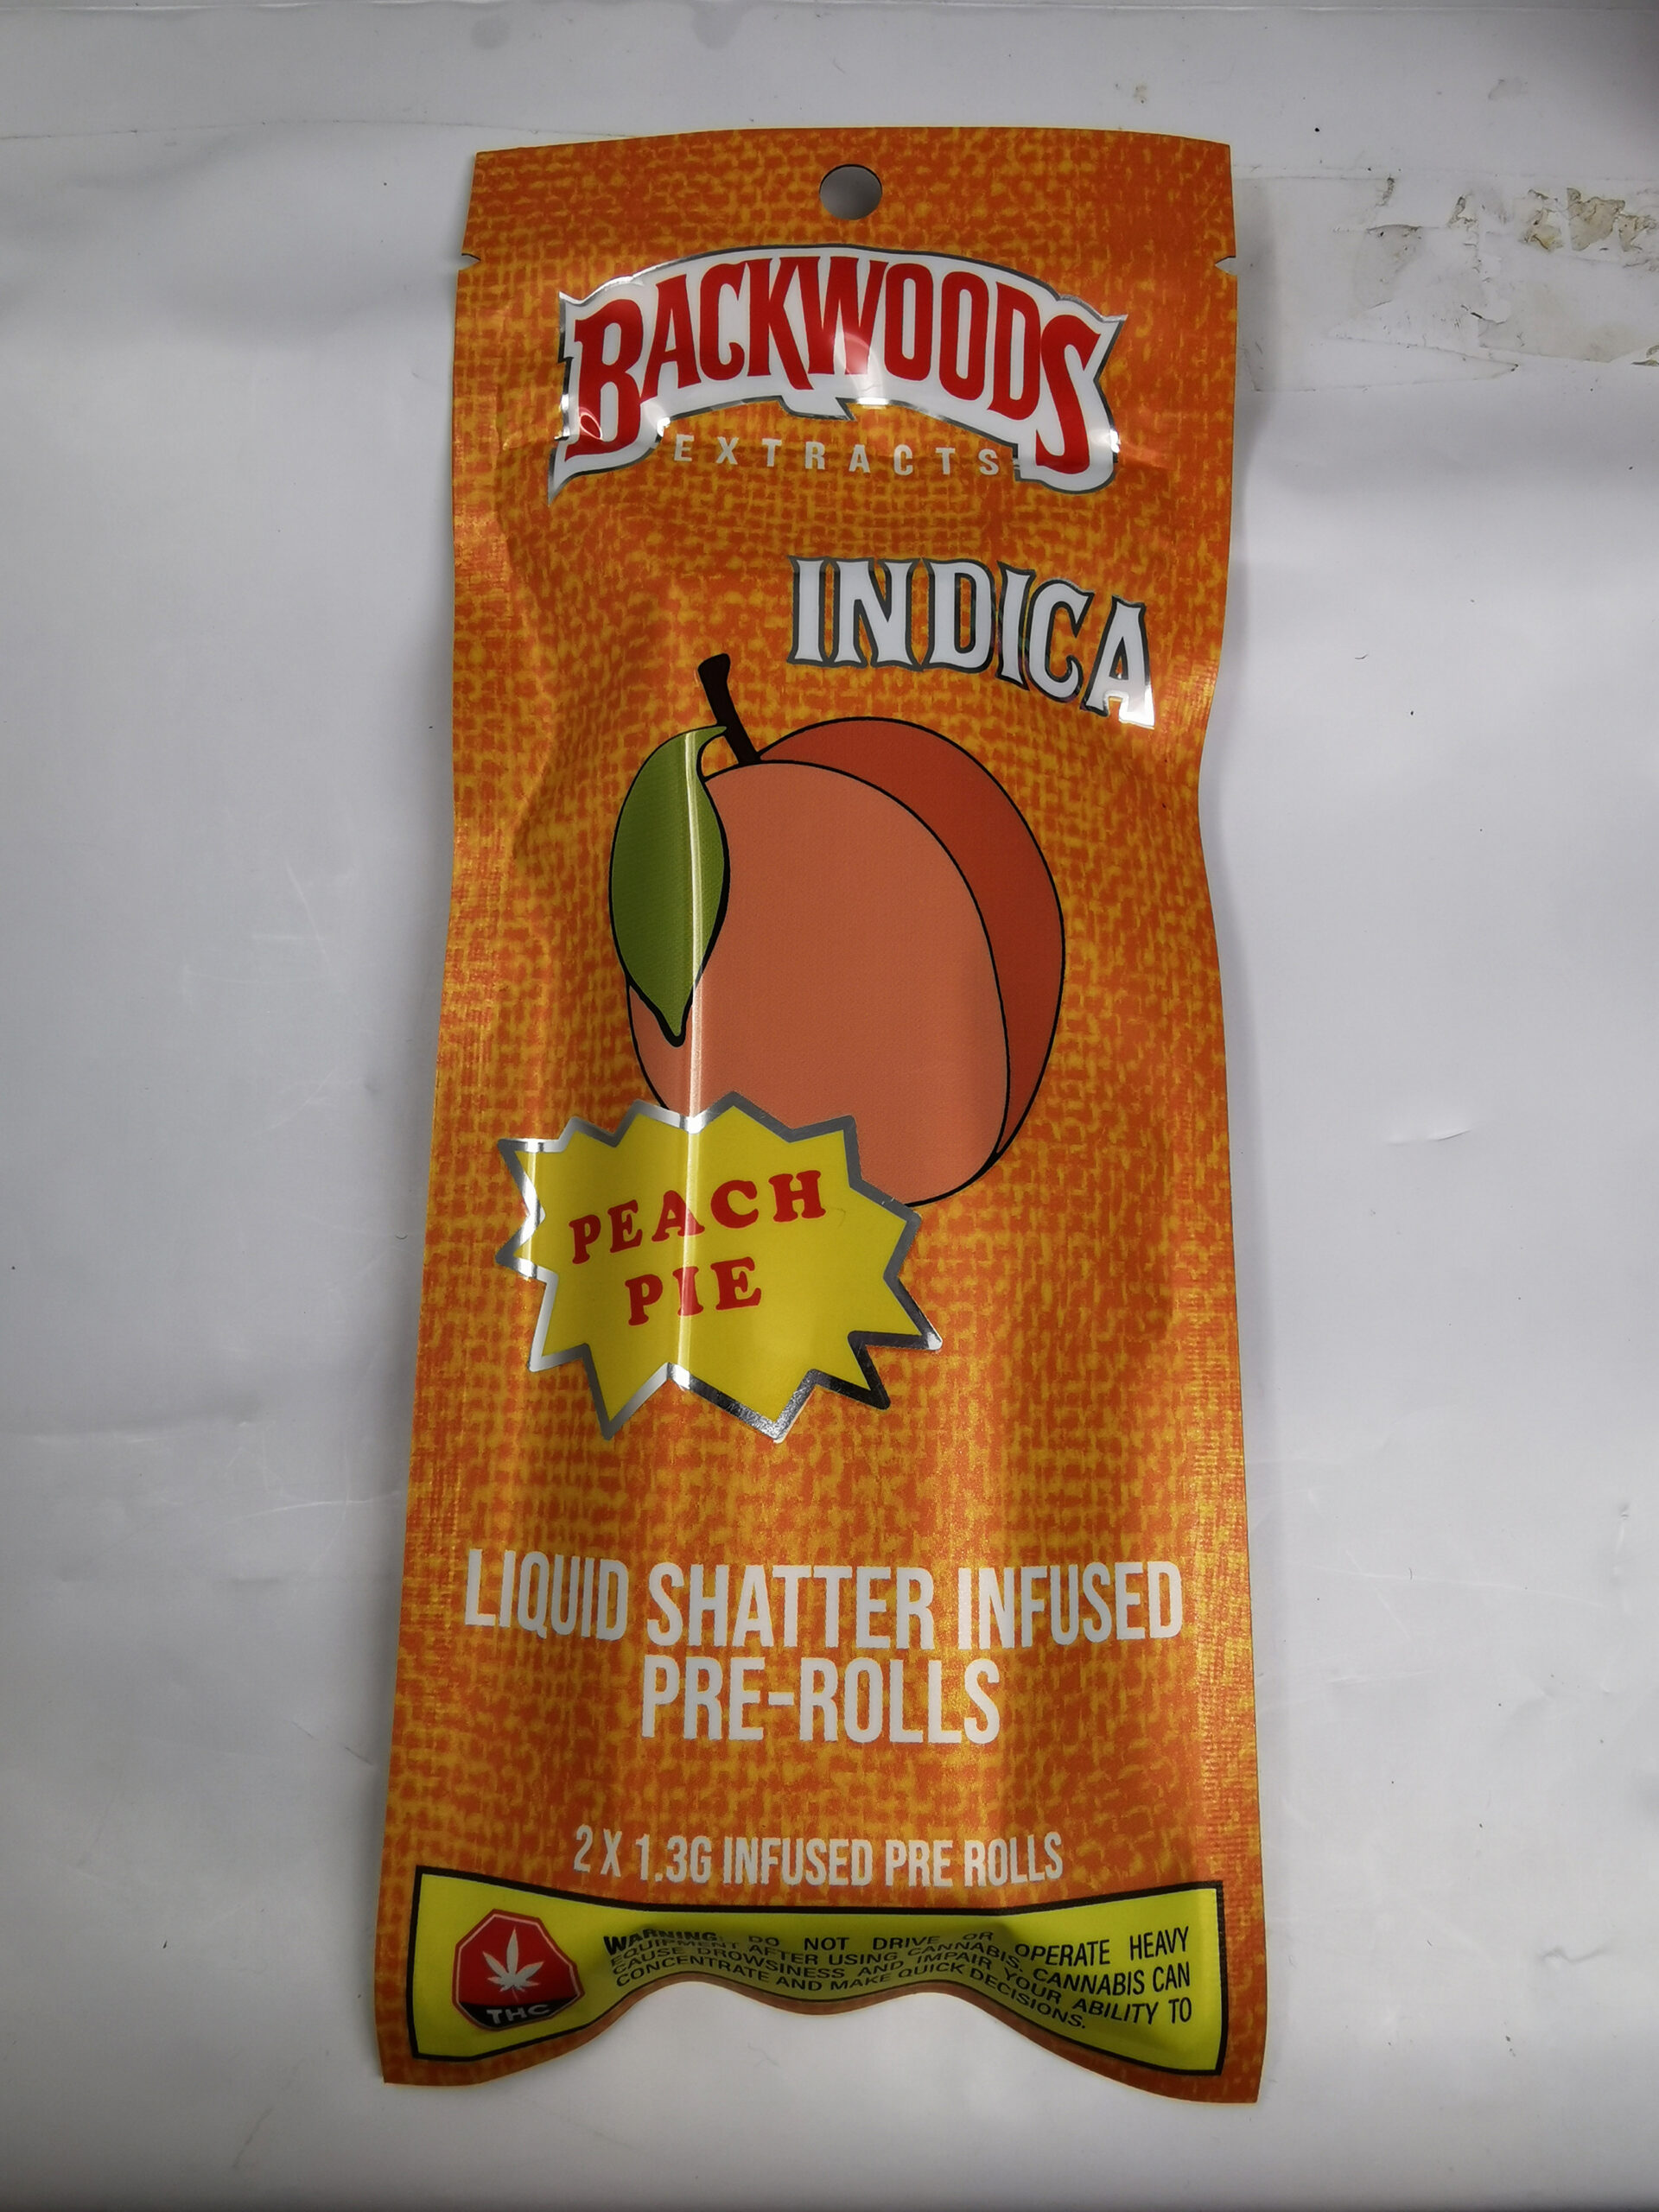 BACKWOODS
EXTRACTS
INDICA
PEACH
PIE
LIQUID SHATTER INFUSED
PRE-ROLLS
2 X 1.3G INFUSED PRE ROLLS
THC
WARNING: DO NOT DRIVE OR OPERATE HEAVY
EQUIPMENT AFTER USING CANNABIS. CANNABIS CAN
CAUSE DROWSINESS AND IMPAIR YOUR ABILITY TO
CONCENTRATE AND MAKE QUICK DECISIONS.